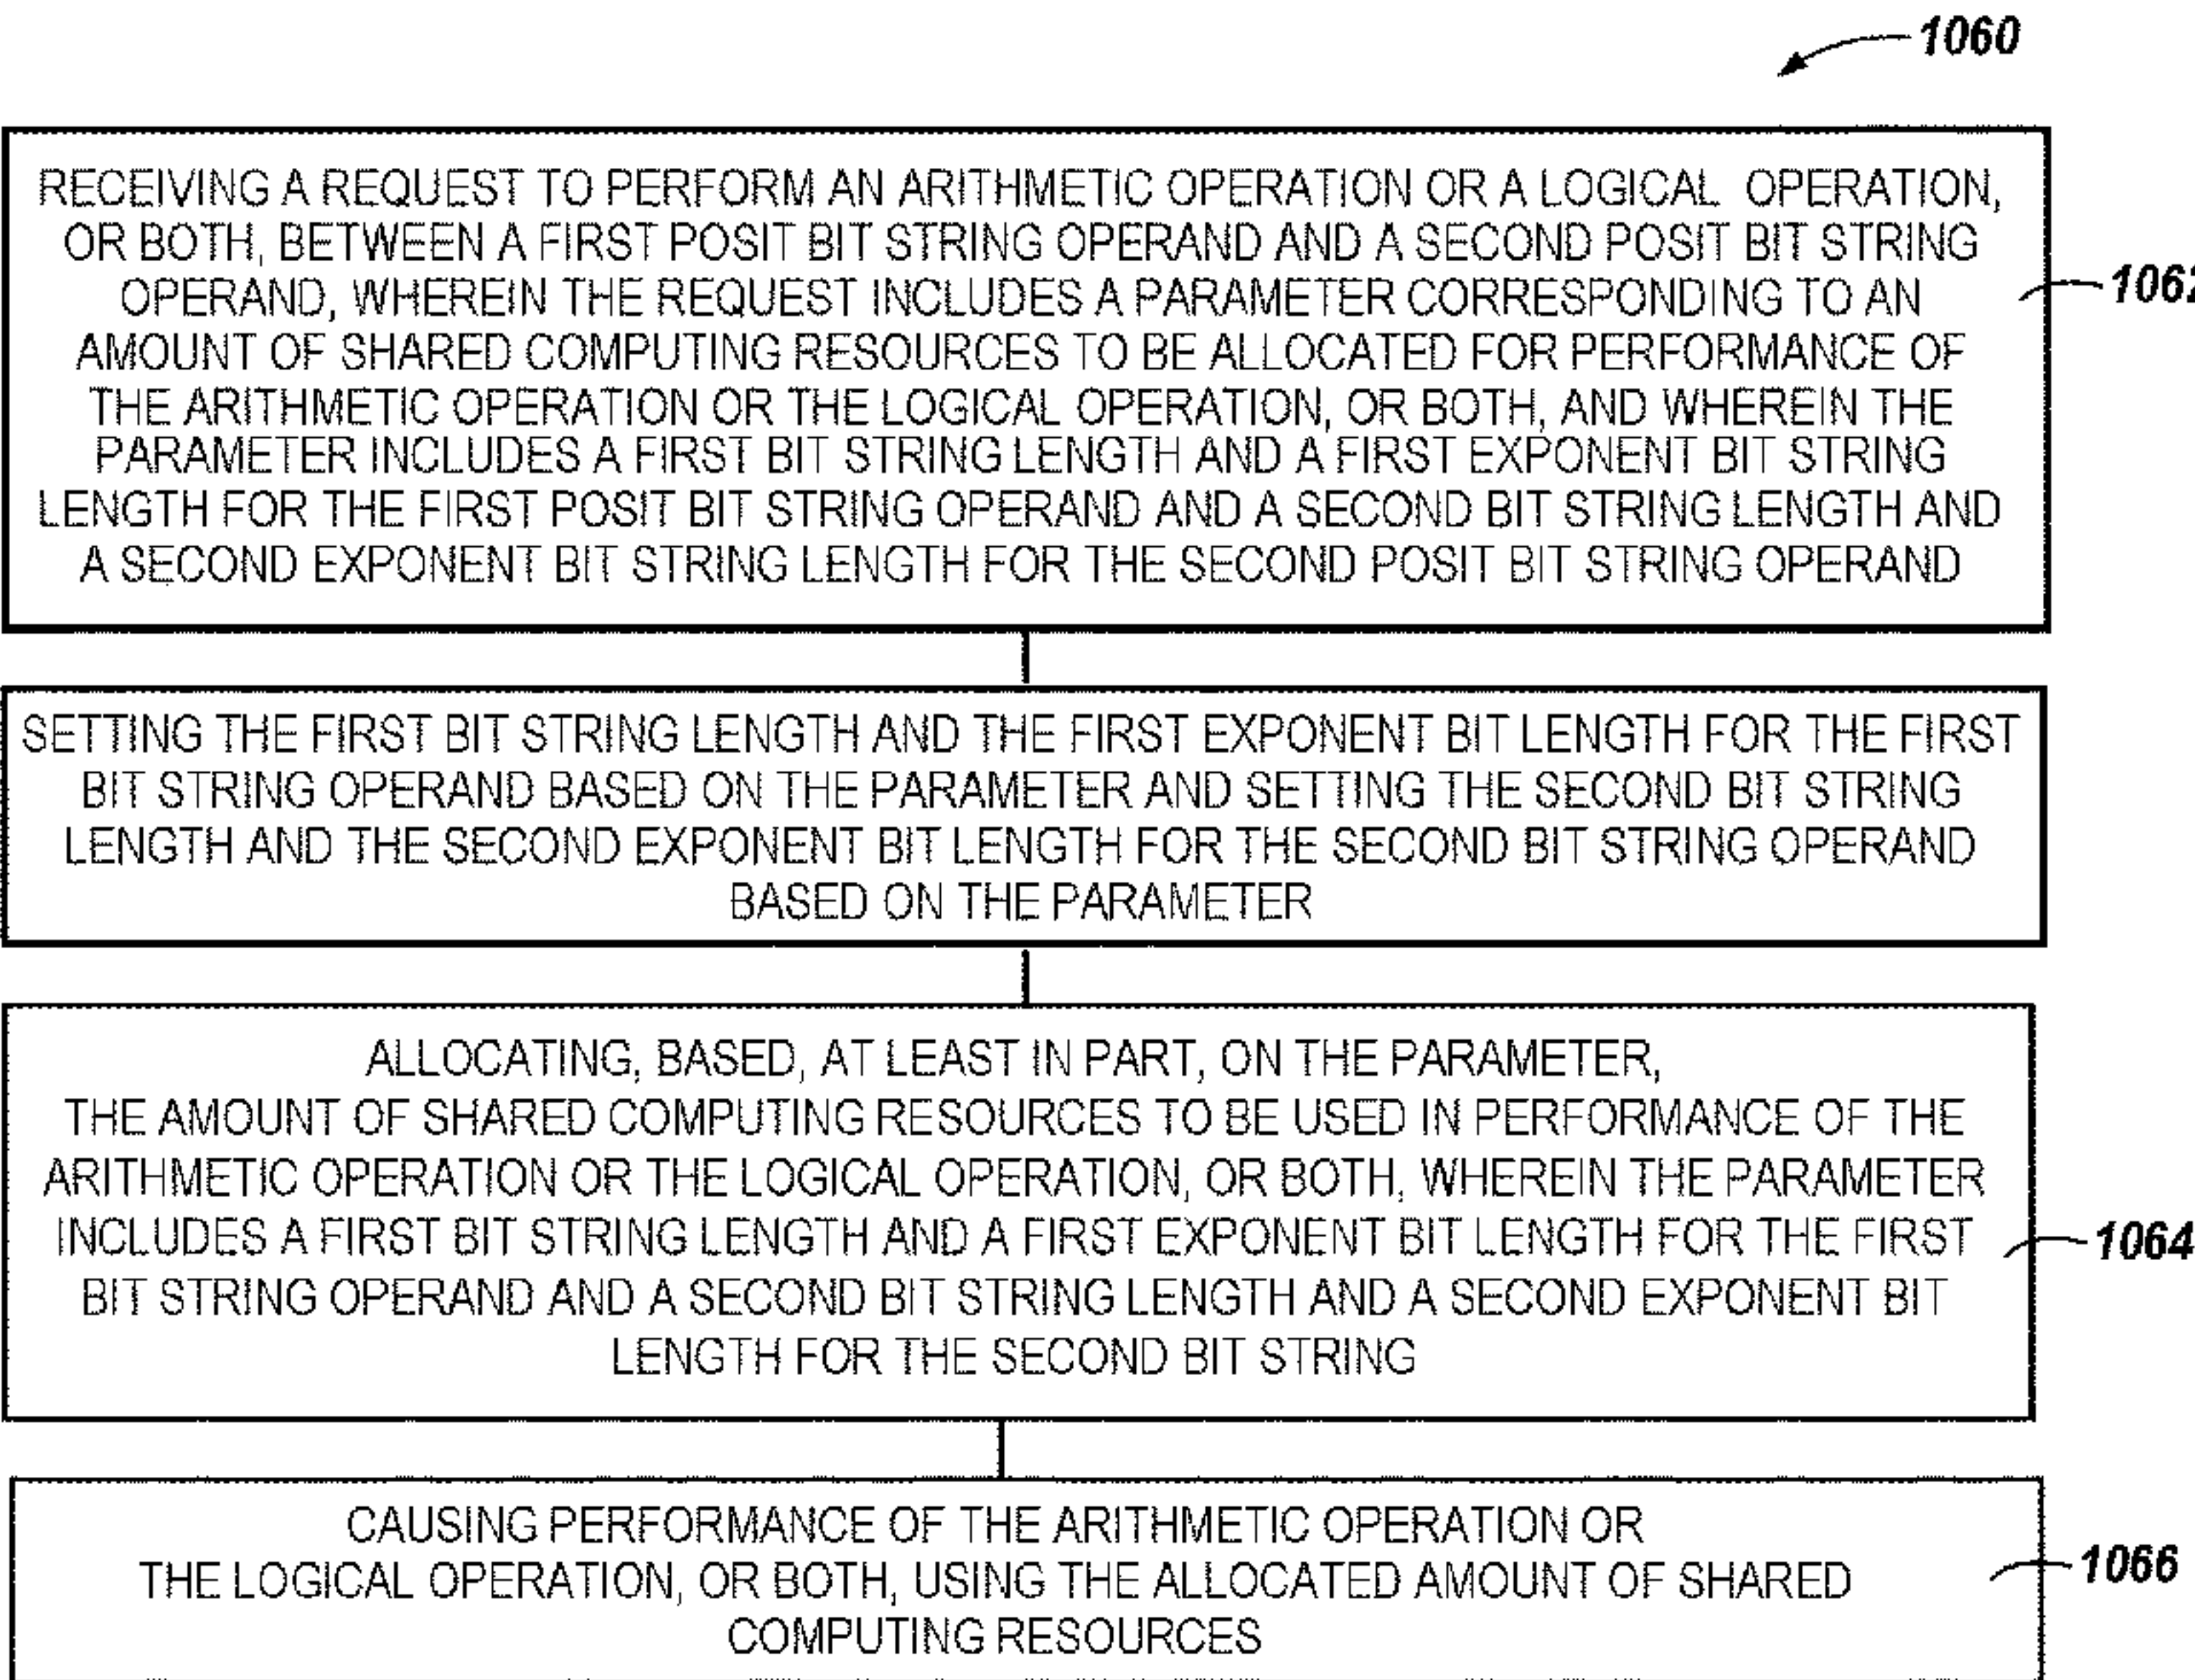 1060
RECEIVING A REQUEST TO PERFORM AN ARITHMETIC OPERATION OR A LOGICAL OPERATION,
OR BOTH, BETWEEN A FIRST POSIT BIT STRING OPERAND AND A SECOND POSIT BIT STRING
OPERAND, WHEREIN THE REQUEST INCLUDES A PARAMETER CORRESPONDING TO AN
AMOUNT OF SHARED COMPUTING RESOURCES TO BE ALLOCATED FOR PERFORMANCE OF
THE ARITHMETIC OPERATION OR THE LOGICAL OPERATION, OR BOTH, AND WHEREIN THE
PARAMETER INCLUDES A FIRST BIT STRING LENGTH AND A FIRST EXPONENT BIT STRING
LENGTH FOR THE FIRST POSIT BIT STRING OPERAND AND A SECOND BIT STRING LENGTH AND
A SECOND EXPONENT BIT STRING LENGTH FOR THE SECOND POSIT BIT STRING OPERAND
1062
SETTING THE FIRST BIT STRING LENGTH AND THE FIRST EXPONENT BIT LENGTH FOR THE FIRST
BIT STRING OPERAND BASED ON THE PARAMETER AND SETTING THE SECOND BIT STRING
LENGTH AND THE SECOND EXPONENT BIT LENGTH FOR THE SECOND BIT STRING OPERAND
BASED ON THE PARAMETER
ALLOCATING, BASED, AT LEAST IN PART, ON THE PARAMETER,
THE AMOUNT OF SHARED COMPUTING RESOURCES TO BE USED IN PERFORMANCE OF THE
ARITHMETIC OPERATION OR THE LOGICAL OPERATION, OR BOTH, WHEREIN THE PARAMETER
INCLUDES A FIRST BIT STRING LENGTH AND A FIRST EXPONENT BIT LENGTH FOR THE FIRST
BIT STRING OPERAND AND A SECOND BIT STRING LENGTH AND A SECOND EXPONENT BIT
LENGTH FOR THE SECOND BIT STRING
1064
CAUSING PERFORMANCE OF THE ARITHMETIC OPERATION OR
THE LOGICAL OPERATION, OR BOTH, USING THE ALLOCATED AMOUNT OF SHARED
COMPUTING RESOURCES
1066